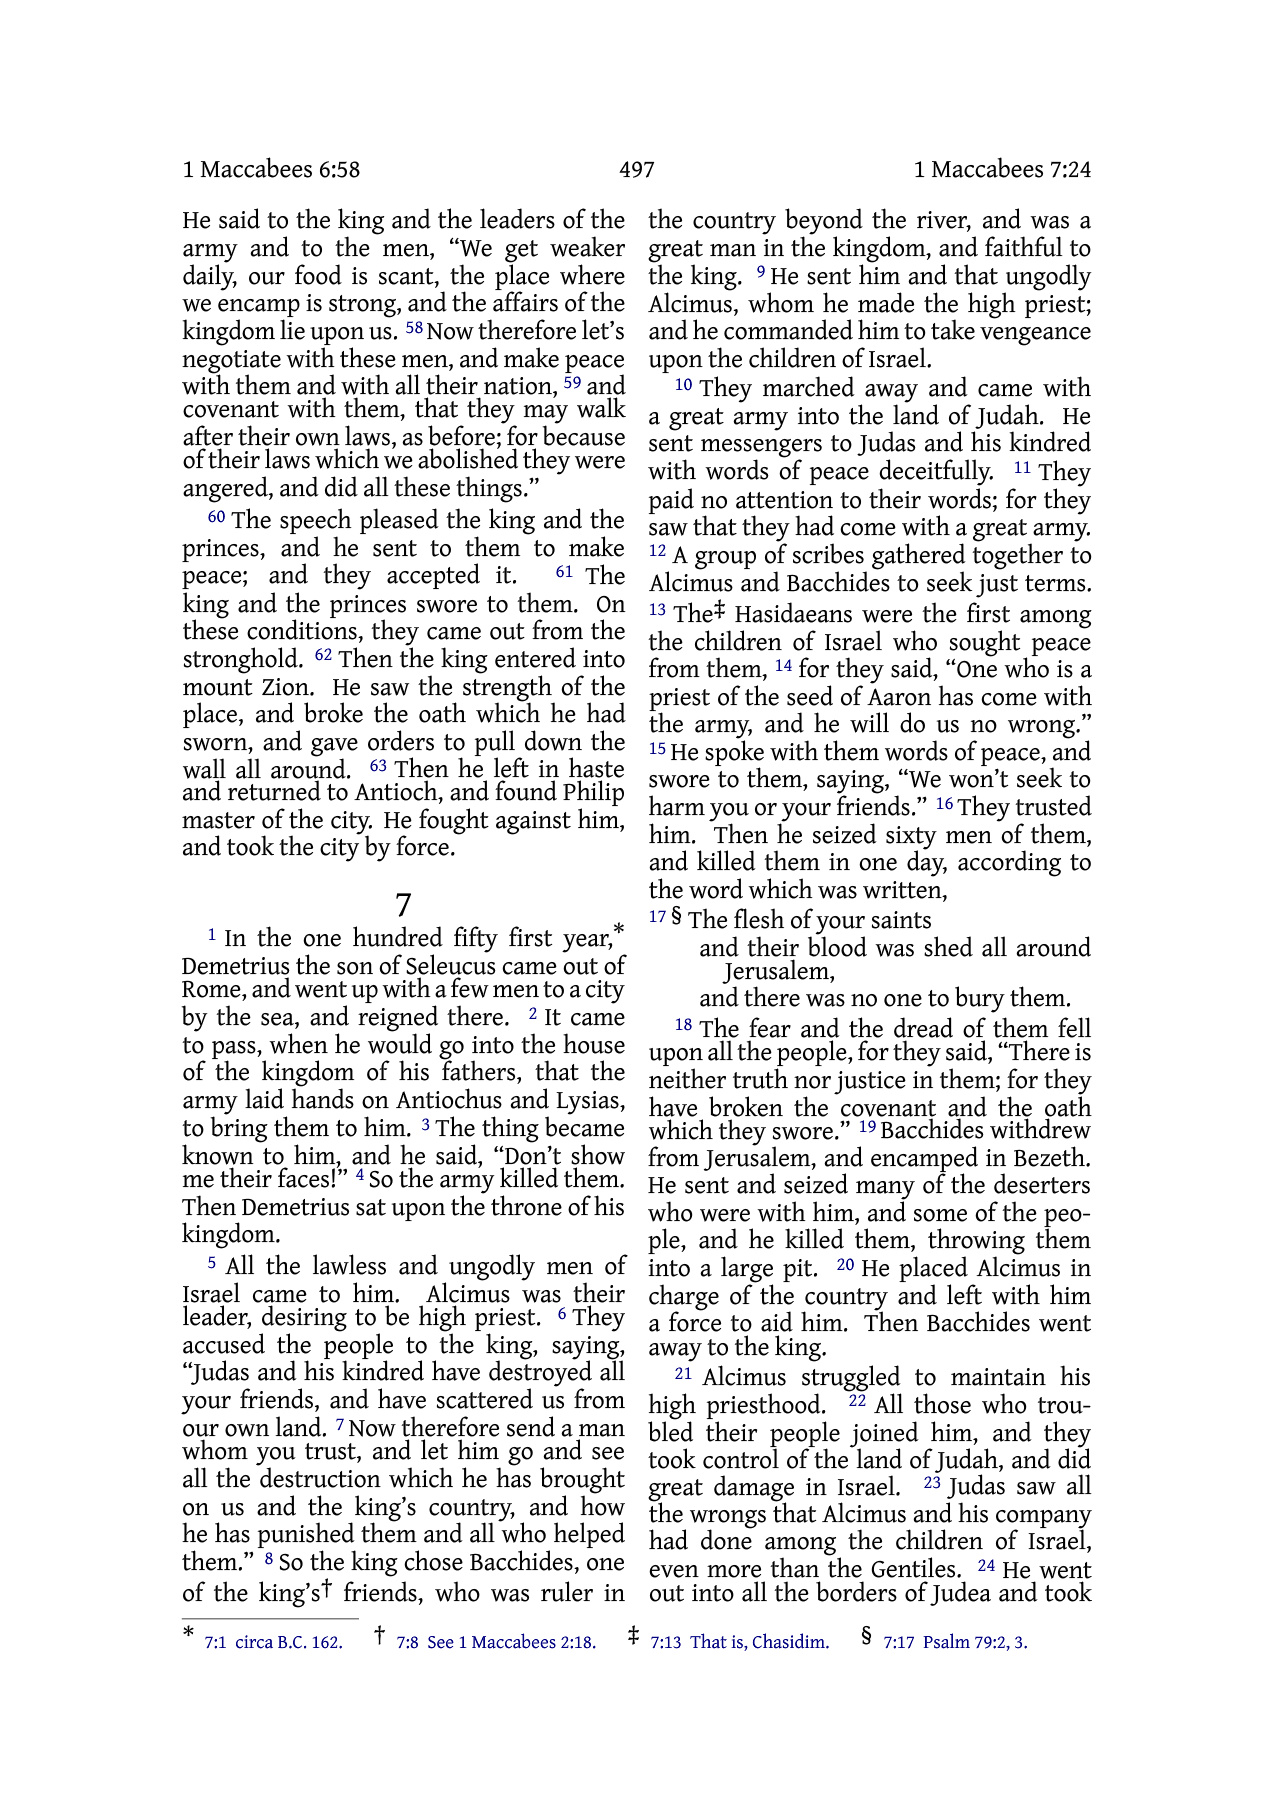 1 Maccabees 6:58 497 1 Maccabees 7:24
He said to the king and the leaders of the
army and to the men, “We get weaker
daily, our food is scant, the place where
we encamp is strong, and the affairs of the
kingdom lie upon us. 58 Now therefore let’s
negotiate with these men, and make peace
with them and with all their nation, 59 and
covenant with them, that they may walk
after their own laws, as before; for because
of their laws which we abolished they were
angered, and did all these things.”
60 The speech pleased the king and the
princes, and he sent to them to make
peace; and they accepted it. 61 The
king and the princes swore to them. On
these conditions, they came out from the
stronghold. 62 Then the king entered into
mount Zion. He saw the strength of the
place, and broke the oath which he had
sworn, and gave orders to pull down the
wall all around. 63 Then he left in haste
and returned to Antioch, and found Philip
master of the city. He fought against him,
and took the city by force.
7
1 In the one hundred fifty first year,*
Demetrius the son of Seleucus came out of
Rome, and went up with a few men to a city
by the sea, and reigned there. 2 It came
to pass, when he would go into the house
of the kingdom of his fathers, that the
army laid hands on Antiochus and Lysias,
to bring them to him. 3 The thing became
known to him, and he said, “Don’t show
me their faces!” 4 So the army killed them.
Then Demetrius sat upon the throne of his
kingdom.
5 All the lawless and ungodly men of
Israel came to him. Alcimus was their
leader, desiring to be high priest. 6 They
accused the people to the king, saying,
“Judas and his kindred have destroyed all
your friends, and have scattered us from
our own land. 7 Now therefore send a man
whom you trust, and let him go and see
all the destruction which he has brought
on us and the king’s country, and how
he has punished them and all who helped
them.” 8 So the king chose Bacchides, one
of the king’s† friends, who was ruler in
the country beyond the river, and was a
great man in the kingdom, and faithful to
the king. 9 He sent him and that ungodly
Alcimus, whom he made the high priest;
and he commanded him to take vengeance
upon the children of Israel.
10 They marched away and came with
a great army into the land of Judah. He
sent messengers to Judas and his kindred
with words of peace deceitfully. 11 They
paid no attention to their words; for they
saw that they had come with a great army.
12 A group of scribes gathered together to
Alcimus and Bacchides to seek just terms.
13 The‡ Hasidaeans were the first among
the children of Israel who sought peace
from them, 14 for they said, “One who is a
priest of the seed of Aaron has come with
the army, and he will do us no wrong.”
15 He spoke with them words of peace, and
swore to them, saying, “We won’t seek to
harm you or your friends.” 16 They trusted
him. Then he seized sixty men of them,
and killed them in one day, according to
the word which was written,
17 § The flesh of your saints
and their blood was shed all around
Jerusalem,
and there was no one to bury them.
18 The fear and the dread of them fell
upon all the people, for they said, “There is
neither truth nor justice in them; for they
have broken the covenant and the oath
which they swore.” 19 Bacchides withdrew
from Jerusalem, and encamped in Bezeth.
He sent and seized many of the deserters
who were with him, and some of the peo-
ple, and he killed them, throwing them
into a large pit. 20 He placed Alcimus in
charge of the country and left with him
a force to aid him. Then Bacchides went
away to the king.
21 Alcimus struggled to maintain his
high priesthood. 22 All those who trou-
bled their people joined him, and they
took control of the land of Judah, and did
great damage in Israel. 23 Judas saw all
the wrongs that Alcimus and his company
had done among the children of Israel,
even more than the Gentiles. 24 He went
out into all the borders of Judea and took
* 7:1 circa B.C. 162. † 7:8 See 1 Maccabees 2:18. ‡ 7:13 That is, Chasidim. § 7:17 Psalm 79:2, 3.